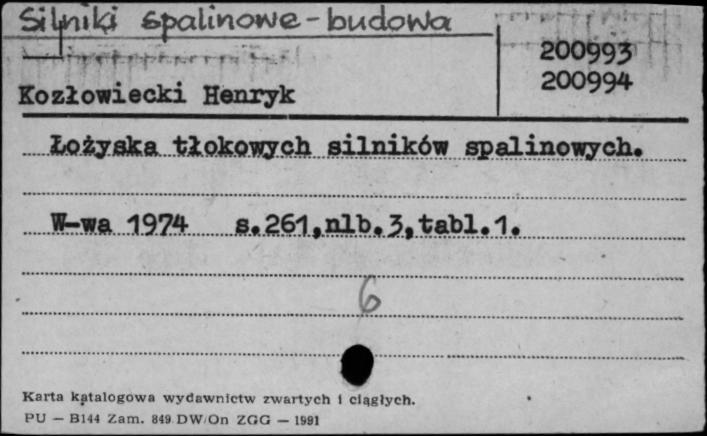 Silniki spalinowe - budowa
200993
200994
Kozłowiecki Henryk
Łożyska tłokowych silników spalinowych.
W-wa 1974 s.261,nlb.3,tabl.1.
6
Karta katalogowa wydawnictw zwartych i ciągłych.
PU — B144 Zam. 849 DW/On ZGG — 1991